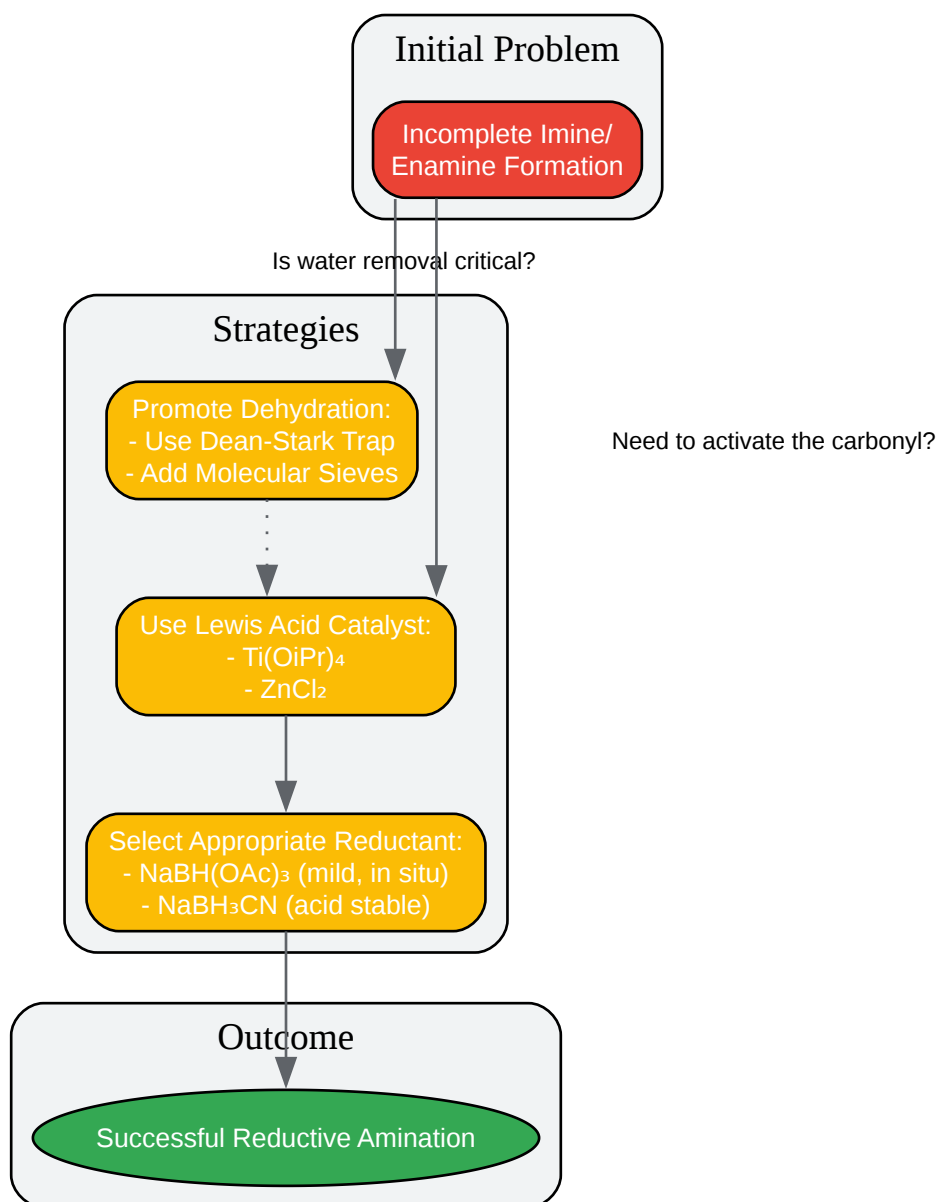 Initial Problem
Incomplete Imine/
Enamine Formation
Is water removal critical?
Strategies
Promote Dehydration:
- Use Dean-Stark Trap
- Add Molecular Sieves
Need to activate the carbonyl?
Use Lewis Acid Catalyst:
- Ti(OiPr)₄
- ZnCl₂
Select Appropriate Reductant:
- NaBH(OAc)₃ (mild, in situ)
- NaBH₃CN (acid stable)
Outcome
Successful Reductive Amination